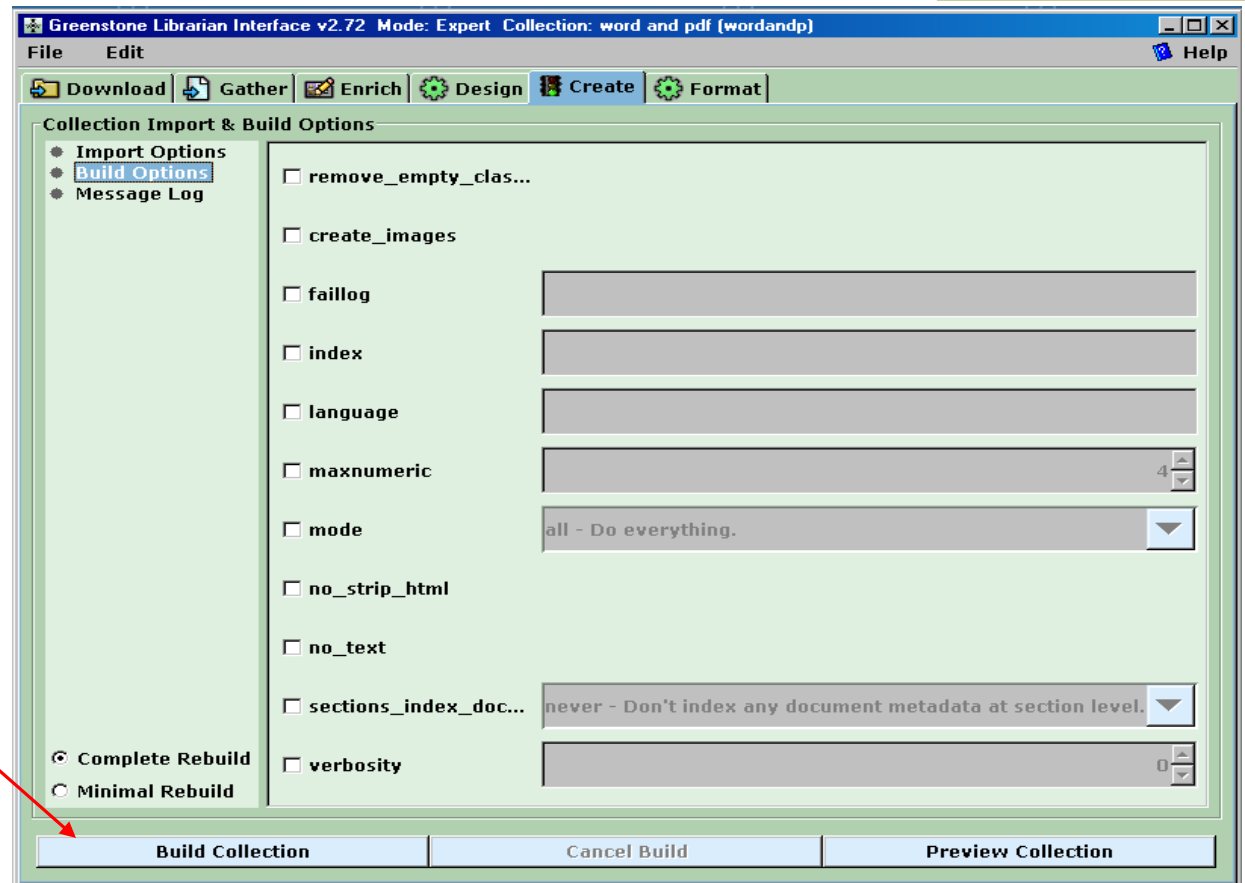 Greenstone Librarian Interface v2.72 Mode: Expert Collection: word and pdf (wordandp)
File Edit Help
Download Gather Enrich Design Create Format
Collection Import & Build Options
Import Options
Build Options
Message Log
remove_empty_clas...
create_images
faillog
index
language
maxnumeric 4
mode all - Do everything.
no_strip_html
no_text
sections_index_doc... never - Don't index any document metadata at section level.
verbosity 0
Complete Rebuild
Minimal Rebuild
Build Collection Cancel Build Preview Collection